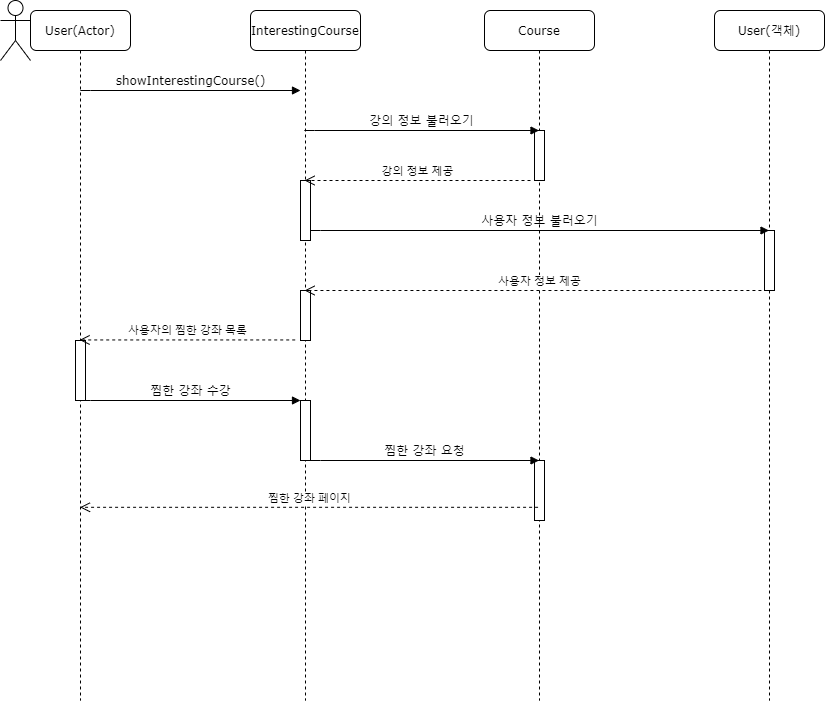 User(Actor)
InterestingCourse
Course
User(객체)
showInterestingCourse()
강의 정보 불러오기
강의 정보 제공
사용자 정보 불러오기
사용자 정보 제공
사용자의 찜한 강좌 목록
찜한 강좌 수강
찜한 강좌 요청
찜한 강좌 페이지